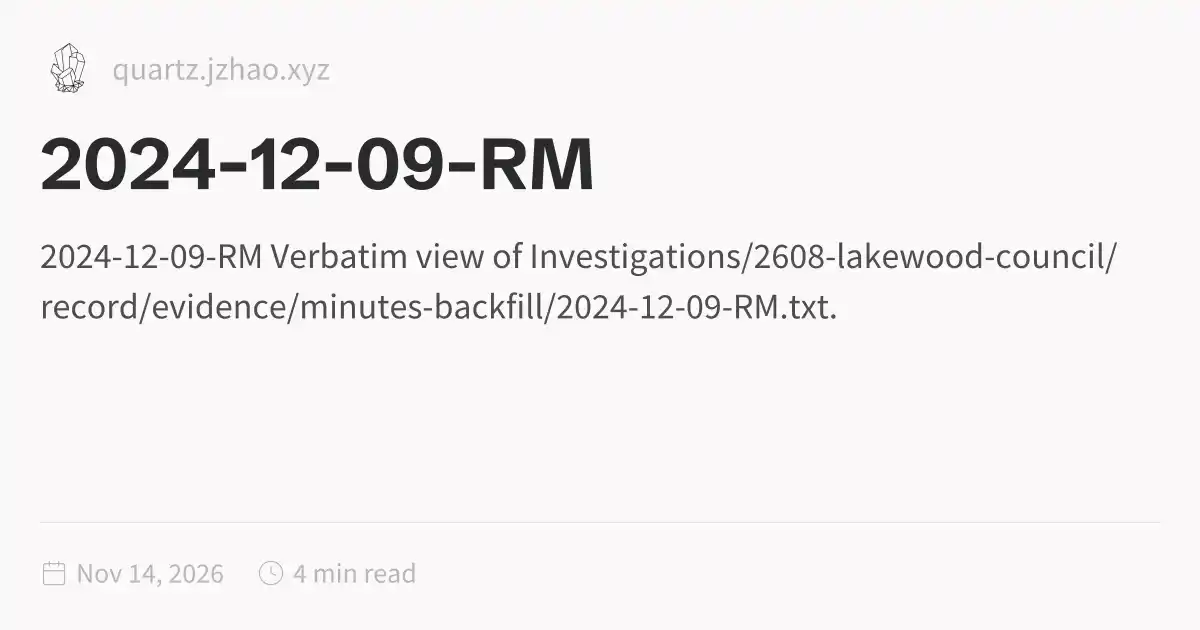 quartz.jzhao.xyz
2024-12-09-RM
2024-12-09-RM Verbatim view of Investigations/2608-lakewood-council/
record/evidence/minutes-backfill/2024-12-09-RM.txt.
Nov 14, 2026 4 min read